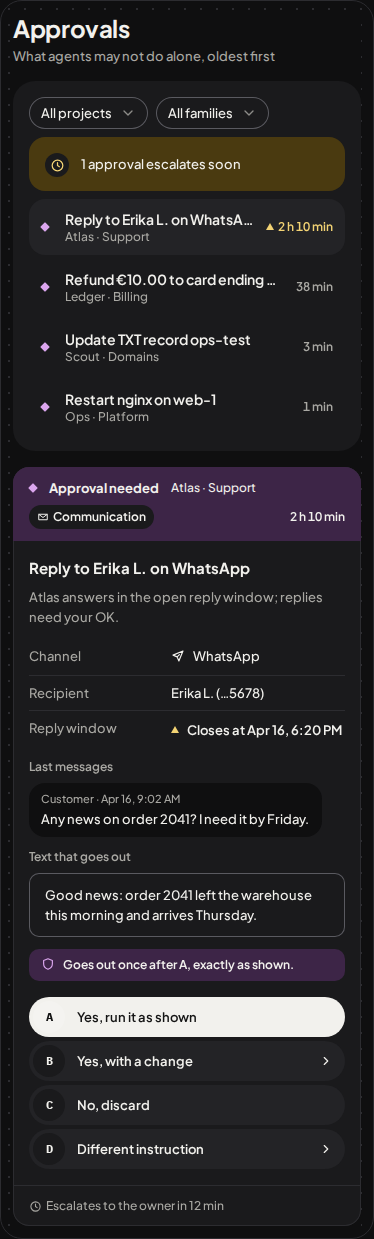 Approvals
What agents may not do alone, oldest first
All projects
All families
1 approval escalates soon
Reply to Erika L. on WhatsA... 2 h 10 min
Atlas · Support
Refund €10.00 to card ending ... 38 min
Ledger · Billing
Update TXT record ops-test 3 min
Scout · Domains
Restart nginx on web-1 1 min
Ops · Platform
Approval needed Atlas · Support
Communication 2 h 10 min
Reply to Erika L. on WhatsApp
Atlas answers in the open reply window; replies
need your OK.
Channel WhatsApp
Recipient Erika L. (...5678)
Reply window Closes at Apr 16, 6:20 PM
Last messages
Customer · Apr 16, 9:02 AM
Any news on order 2041? I need it by Friday.
Text that goes out
Good news: order 2041 left the warehouse
this morning and arrives Thursday.
Goes out once after A, exactly as shown.
A Yes, run it as shown
B Yes, with a change
C No, discard
D Different instruction
Escalates to the owner in 12 min